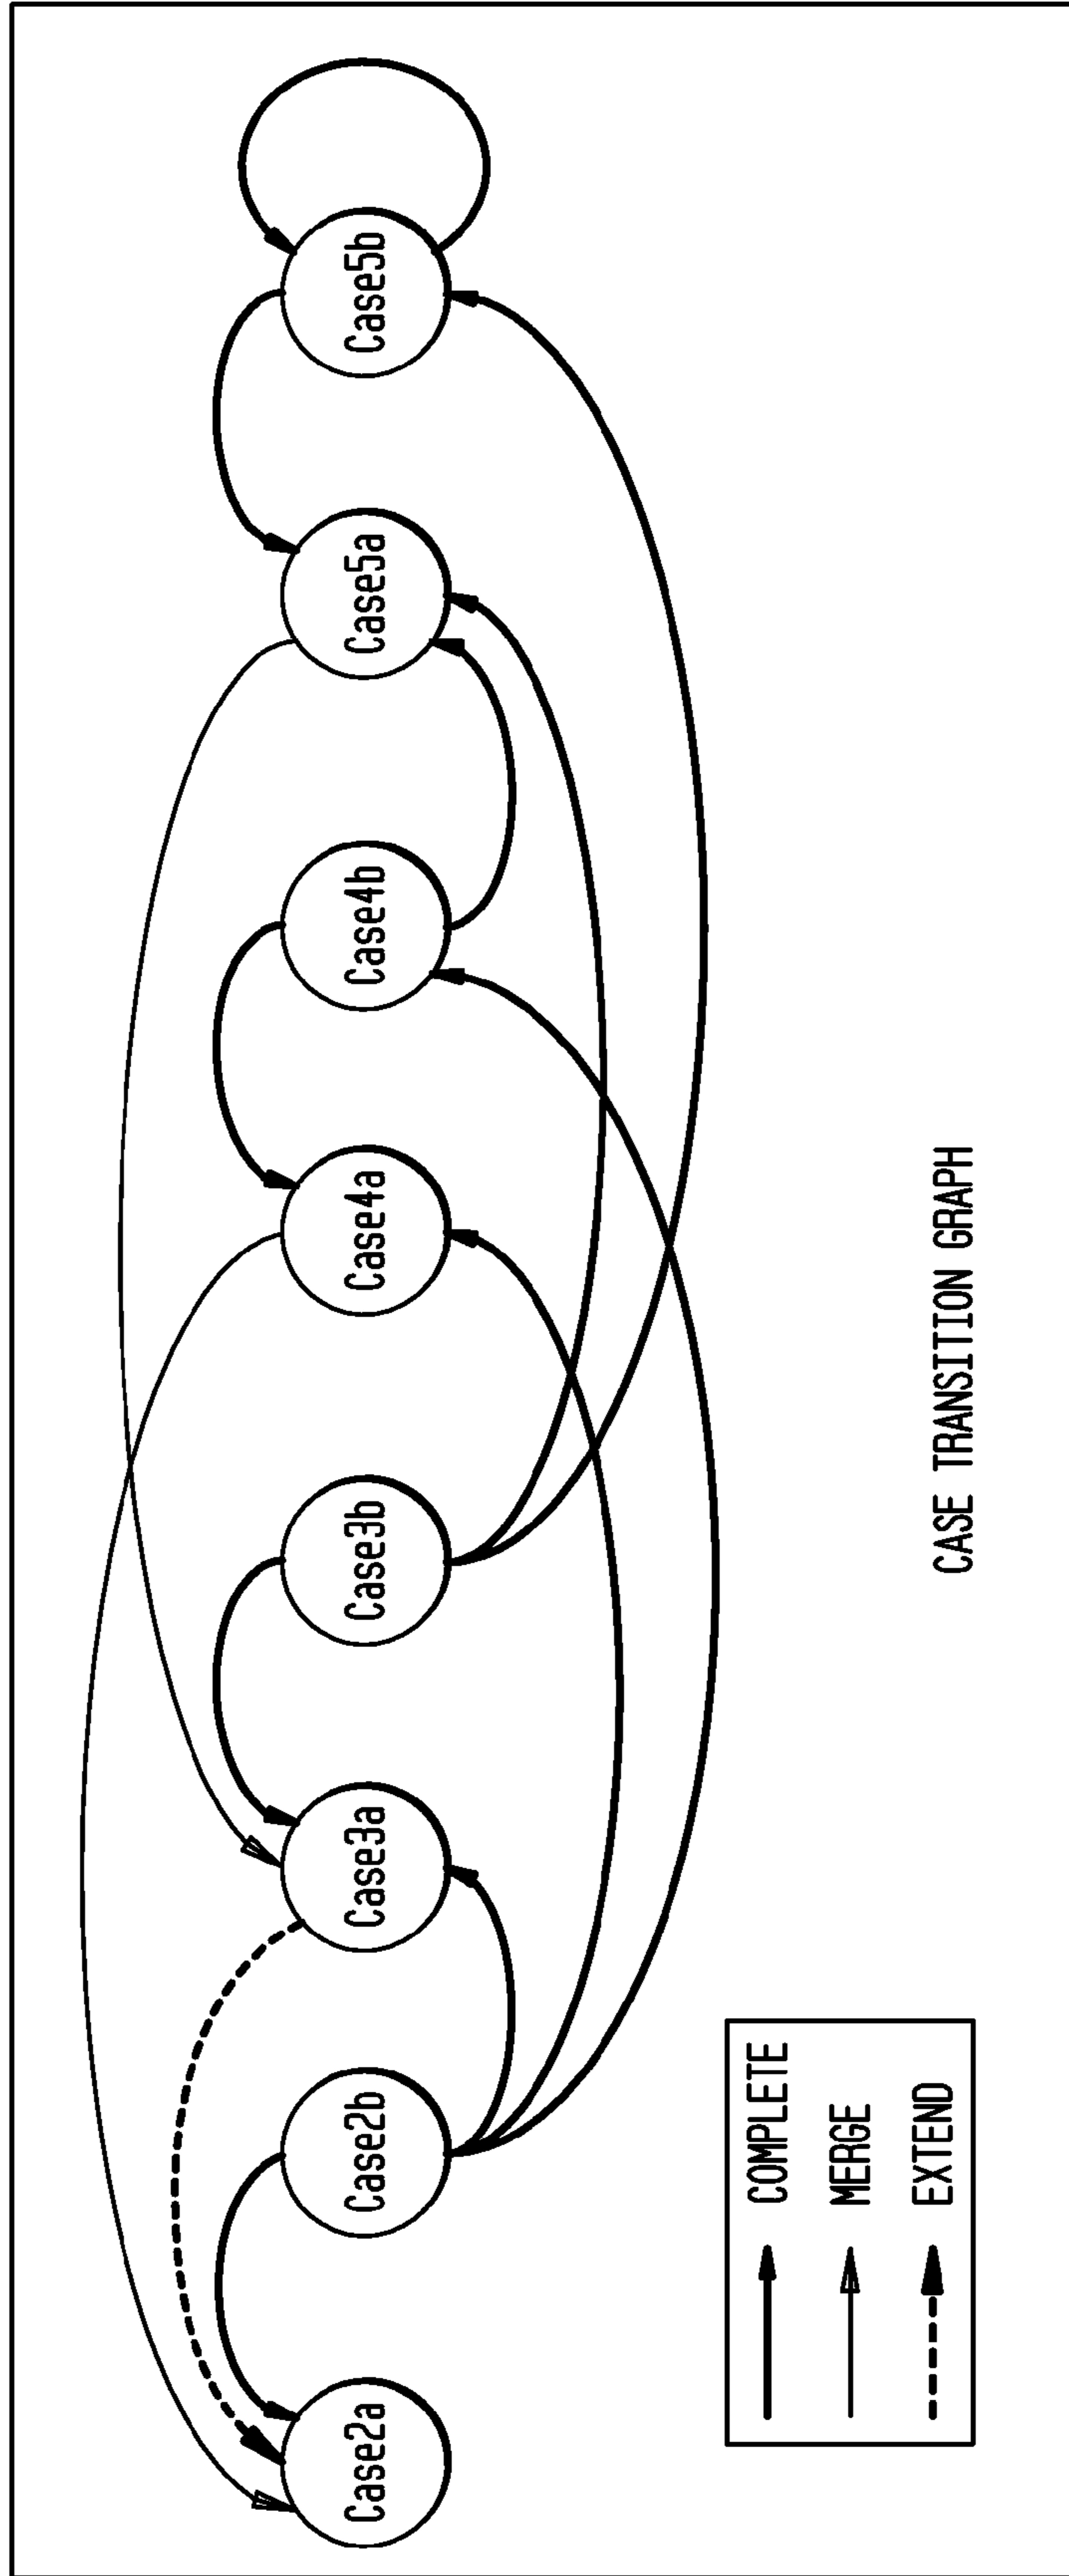 Case2a
Case2b
Case3a
Case3b
Case4a
Case4b
Case5a
Case5b
COMPLETE
MERGE
EXTEND
CASE TRANSITION GRAPH